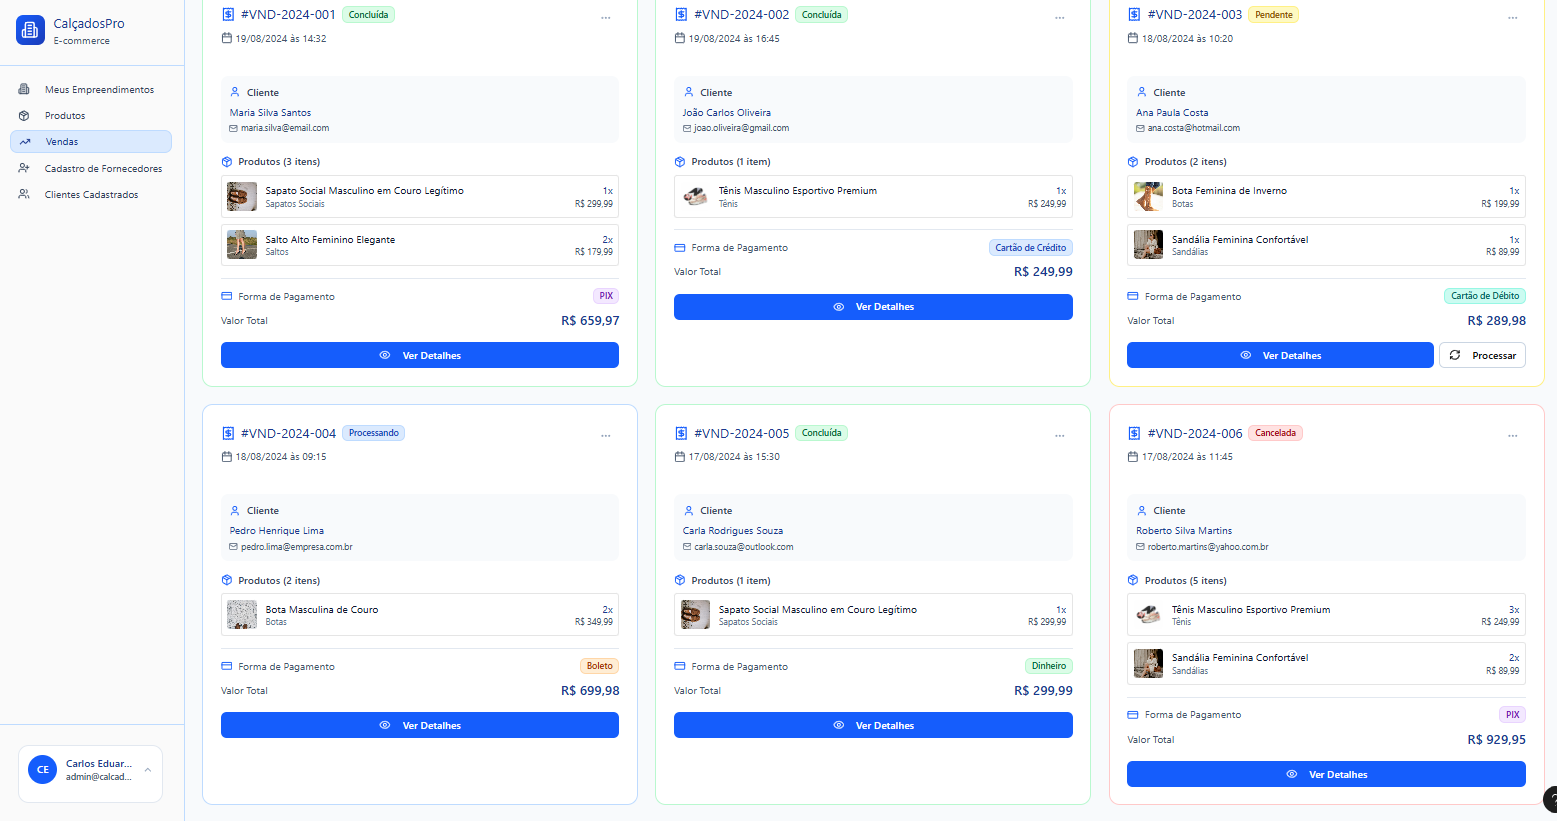 CalçadosPro
E-commerce
Meus Empreendimentos
Produtos
Vendas
Cadastro de Fornecedores
Clientes Cadastrados
CE
Carlos Eduar...
admin@calcad...
#VND-2024-001 Concluída
19/08/2024 às 14:32
Cliente
Maria Silva Santos
maria.silva@email.com
Produtos (3 itens)
Sapato Social Masculino em Couro Legítimo 1x
Sapatos Sociais R$ 299,99
Salto Alto Feminino Elegante 2x
Saltos R$ 179,99
Forma de Pagamento PIX
Valor Total R$ 659,97
Ver Detalhes
#VND-2024-002 Concluída
19/08/2024 às 16:45
Cliente
João Carlos Oliveira
joao.oliveira@gmail.com
Produtos (1 item)
Tênis Masculino Esportivo Premium 1x
Tênis R$ 249,99
Forma de Pagamento Cartão de Crédito
Valor Total R$ 249,99
Ver Detalhes
#VND-2024-003 Pendente
18/08/2024 às 10:20
Cliente
Ana Paula Costa
ana.costa@hotmail.com
Produtos (2 itens)
Bota Feminina de Inverno 1x
Botas R$ 199,99
Sandália Feminina Confortável 1x
Sandálias R$ 89,99
Forma de Pagamento Cartão de Débito
Valor Total R$ 289,98
Ver Detalhes Processar
#VND-2024-004 Processando
18/08/2024 às 09:15
Cliente
Pedro Henrique Lima
pedro.lima@empresa.com.br
Produtos (2 itens)
Bota Masculina de Couro 2x
Botas R$ 349,99
Forma de Pagamento Boleto
Valor Total R$ 699,98
Ver Detalhes
#VND-2024-005 Concluída
17/08/2024 às 15:30
Cliente
Carla Rodrigues Souza
carla.souza@outlook.com
Produtos (1 item)
Sapato Social Masculino em Couro Legítimo 1x
Sapatos Sociais R$ 299,99
Forma de Pagamento Dinheiro
Valor Total R$ 299,99
Ver Detalhes
#VND-2024-006 Cancelada
17/08/2024 às 11:45
Cliente
Roberto Silva Martins
roberto.martins@yahoo.com.br
Produtos (5 itens)
Tênis Masculino Esportivo Premium 3x
Tênis R$ 249,99
Sandália Feminina Confortável 2x
Sandálias R$ 89,99
Forma de Pagamento PIX
Valor Total R$ 929,95
Ver Detalhes
?